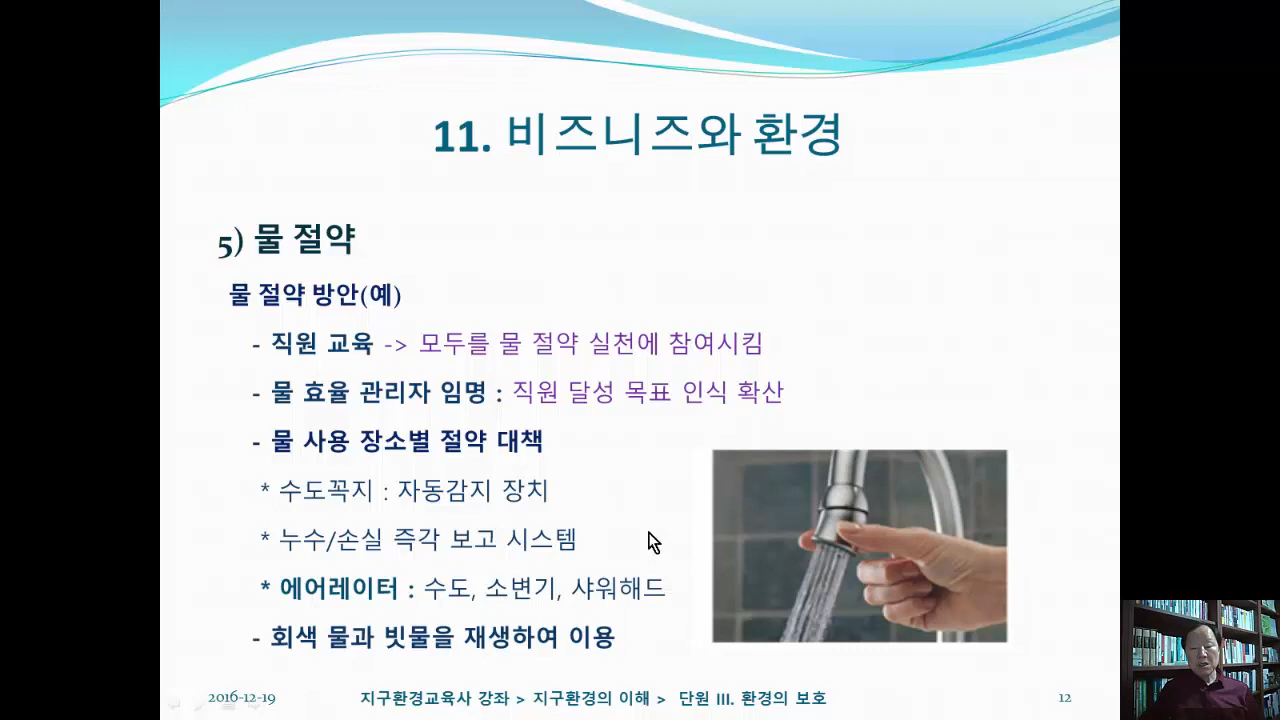 11. 비즈니즈와 환경
5) 물 절약
물 절약 방안(예)
- 직원 교육 -> 모두를 물 절약 실천에 참여시킴
- 물 효율 관리자 임명 : 직원 달성 목표 인식 확산
- 물 사용 장소별 절약 대책
* 수도꼭지 : 자동감지 장치
* 누수/손실 즉각 보고 시스템
* 에어레이터 : 수도, 소변기, 샤워해드
- 회색 물과 빗물을 재생하여 이용
2016-12-19 지구환경교육사 강좌 > 지구환경의 이해 > 단원 III. 환경의 보호 12